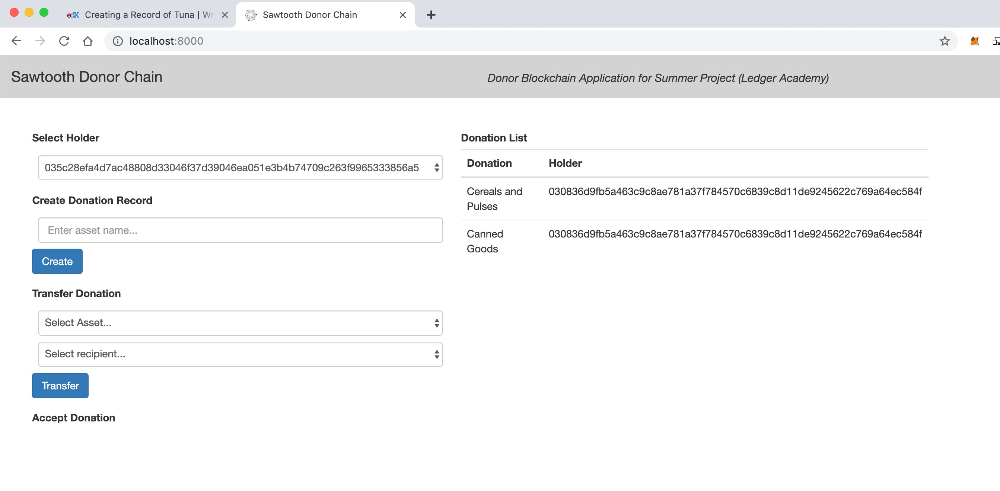 edX Creating a Record of Tuna | Wri
Sawtooth Donor Chain
localhost:8000
Sawtooth Donor Chain
Donor Blockchain Application for Summer Project (Ledger Academy)
Select Holder
035c28efa4d7ac48808d33046f37d39046ea051e3b4b74709c263f9965333856a5
Create Donation Record
Enter asset name...
Create
Transfer Donation
Select Asset...
Select recipient...
Transfer
Accept Donation
Donation List
Donation Holder
Cereals and 030836d9fb5a463c9c8ae781a37f784570c6839c8d11de9245622c769a64ec584f
Pulses
Canned 030836d9fb5a463c9c8ae781a37f784570c6839c8d11de9245622c769a64ec584f
Goods